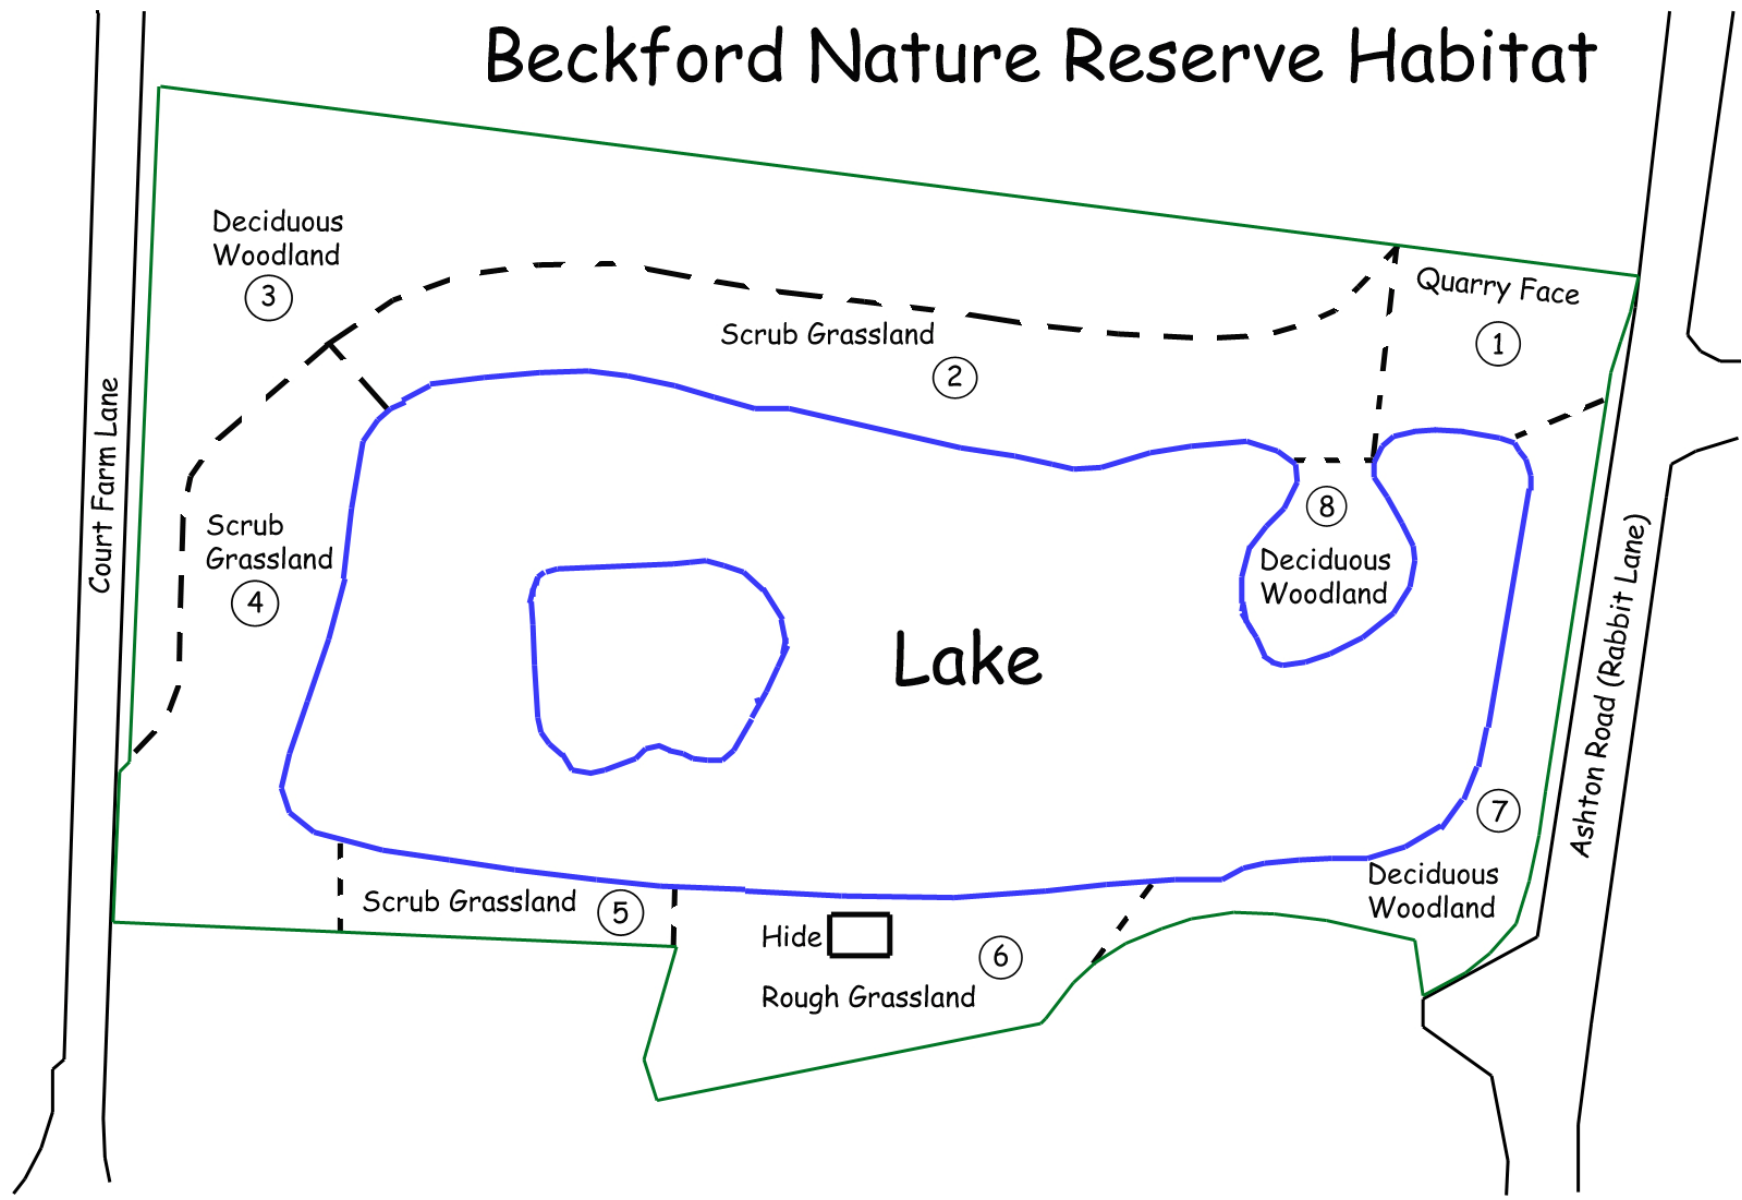 Beckford Nature Reserve Habitat
Deciduous
Woodland
3
Quarry Face
1
Scrub Grassland
2
Court Farm Lane
Scrub
Grassland
4
8
Deciduous
Woodland
Lake
Ashton Road (Rabbit Lane)
7
Deciduous
Woodland
Scrub Grassland
5
Hide
6
Rough Grassland